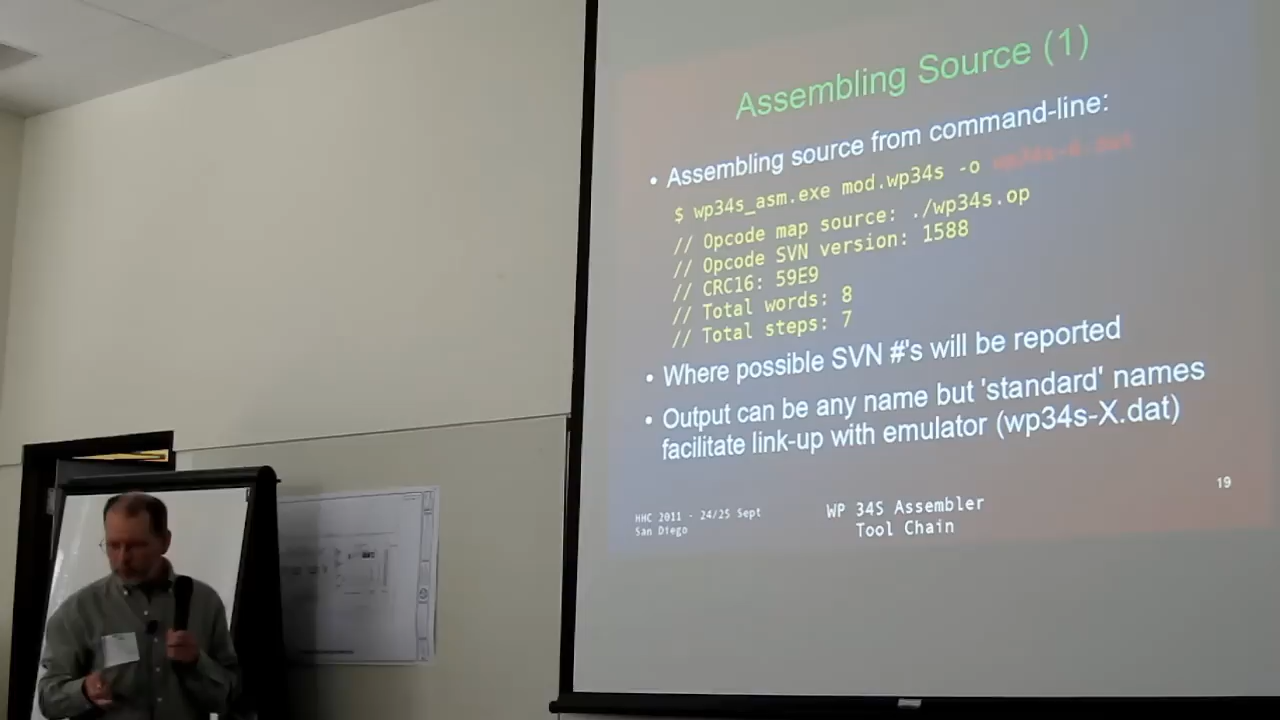 Assembling Source (1)
• Assembling source from command-line:
$ wp34s_asm.exe mod.wp34s -o
// Opcode map source: ./wp34s.op
// Opcode SVN version: 1588
// CRC16: 59E9
// Total words: 8
// Total steps: 7
• Where possible SVN #'s will be reported
• Output can be any name but 'standard' names
facilitate link-up with emulator (wp34s-X.dat)
HHC 2011 - 24/25 Sept
San Diego
WP 34S Assembler
Tool Chain
19